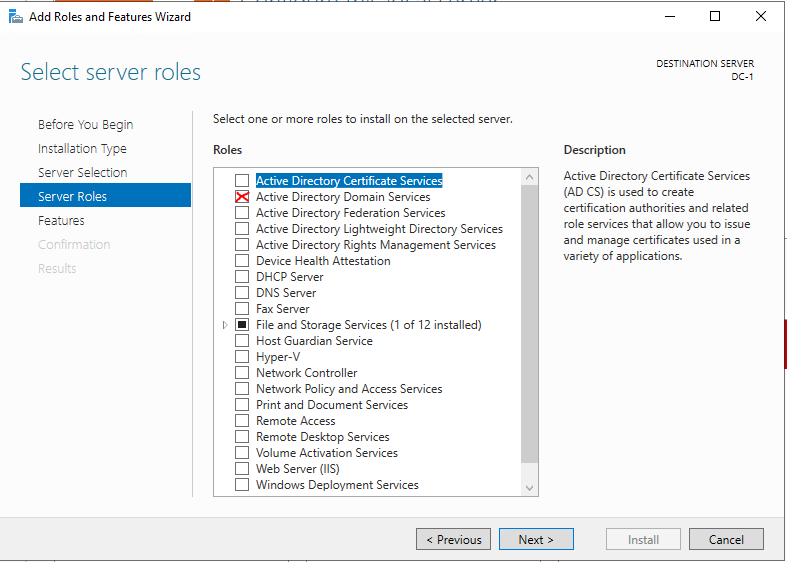 Add Roles and Features Wizard
Select server roles
DESTINATION SERVER
DC-1
Before You Begin
Installation Type
Server Selection
Server Roles
Features
Confirmation
Results
Select one or more roles to install on the selected server.
Roles
Active Directory Certificate Services
Active Directory Domain Services
Active Directory Federation Services
Active Directory Lightweight Directory Services
Active Directory Rights Management Services
Device Health Attestation
DHCP Server
DNS Server
Fax Server
File and Storage Services (1 of 12 installed)
Host Guardian Service
Hyper-V
Network Controller
Network Policy and Access Services
Print and Document Services
Remote Access
Remote Desktop Services
Volume Activation Services
Web Server (IIS)
Windows Deployment Services
Description
Active Directory Certificate Services
(AD CS) is used to create
certification authorities and related
role services that allow you to issue
and manage certificates used in a
variety of applications.
< Previous
Next >
Install
Cancel